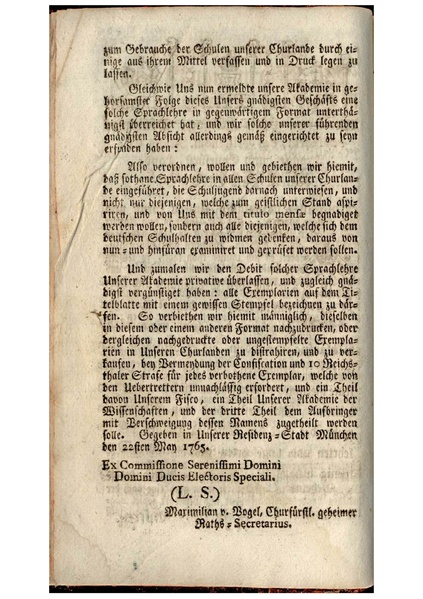 zum Gebrauche der Schulen unserer Churlande durch ei-
nige aus ihrem Mittel verfassen und in Druck legen zu
lassen.
Gleichwie Uns nun ermeldte unsere Akademie in ge-
horsamster Folge dieses Unsers gnädigsten Geschäfts eine
solche Sprachlehre in gegenwärtigem Format unterthä-
nigst überreichet hat, und wir solche unserer führenden
gnädigsten Absicht allerdings gemäß eingerichtet zu seyn
erfunden haben:
Also verordnen, wollen und gebiethen wir hiemit,
daß sothane Sprachlehre in allen Schulen unserer Churlan-
de eingeführet, die Schuljugend darnach unterwiesen, und
nicht nur diejenigen, welche zum geistlichen Stand aspi-
riren, und von Uns mit dem titulo mensæ begnadiget
werden wollen, sondern auch alle diejenigen, welche sich dem
deutschen Schulhalten zu widmen gedenken, daraus von
nun- und hinfüran examiniret und geprüfet werden sollen.
Und zumalen wir den Debit solcher Sprachlehre
Unserer Akademie privative überlassen, und zugleich gnä-
digst vergünstiget haben: alle Exemplarien auf dem Ti-
telblatte mit einem gewissen Stempfel bezeichnen zu där-
fen. So verbiethen wir hiemit männiglich, dieselben
in diesem oder einem anderen Format nachzudrucken, oder
dergleichen nachgedruckte oder ungestempfelte Exempla-
rien in Unseren Churlanden zu distrahiren, und zu ver-
kaufen, bey Vermeydung der Confiscation und 10 Reichs-
thaler Strafe für jedes verbothene Exemplar, welche von
den Uebertrettern unnachläßig erfordert, und ein Theil
davon Unserem Fisco, ein Theil Unserer Akademie der
Wissenschaften, und der dritte Theil dem Aufbringer
mit Verschweigung dessen Namens zugetheilt werden
solle. Gegeben in Unserer Residenz-Stadt München
den 22sten May 1765.
Ex Commissione Serenissimi Domini
Domini Ducis Electoris Speciali.
(L. S.)
Maximilian v. Vogel, Churfürstl. geheimer
Raths-Secretarius.